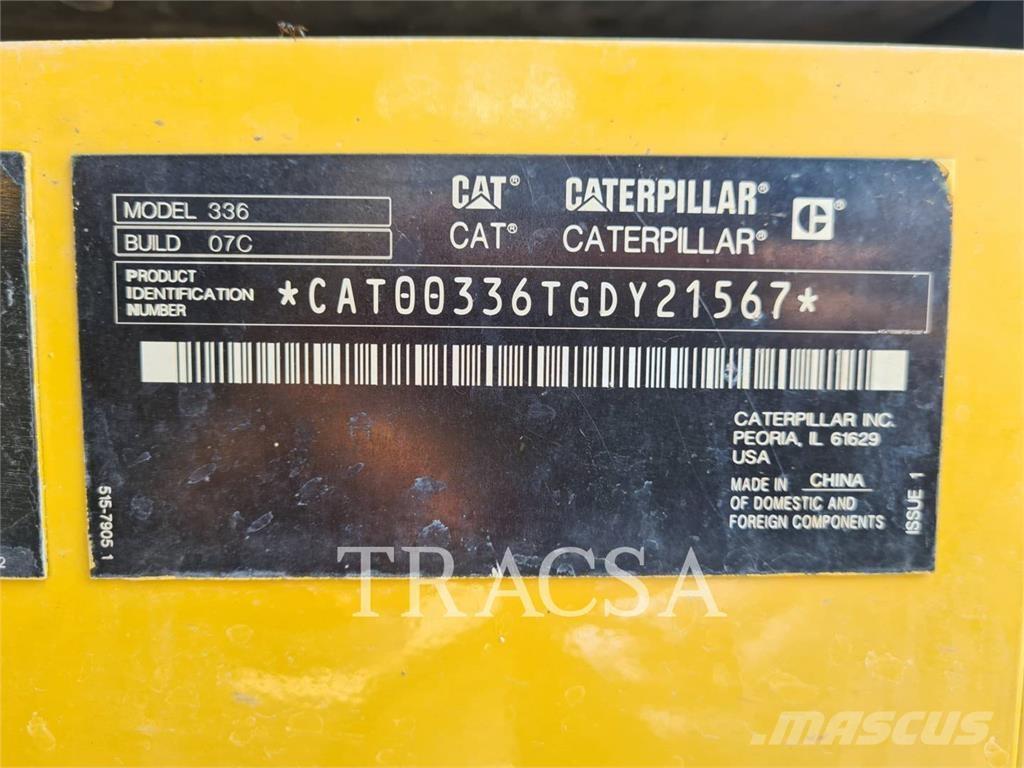 MODEL 336
BUILD 07C
CAT® CATERPILLAR®
CAT® CATERPILLAR®
PRODUCT
IDENTIFICATION
NUMBER
*CAT00336TGDY21567*
CATERPILLAR INC.
PEORIA, IL 61629
USA
MADE IN CHINA
OF DOMESTIC AND
FOREIGN COMPONENTS
ISSUE 1
515-7905 1
2
TRACSA
MASCUS